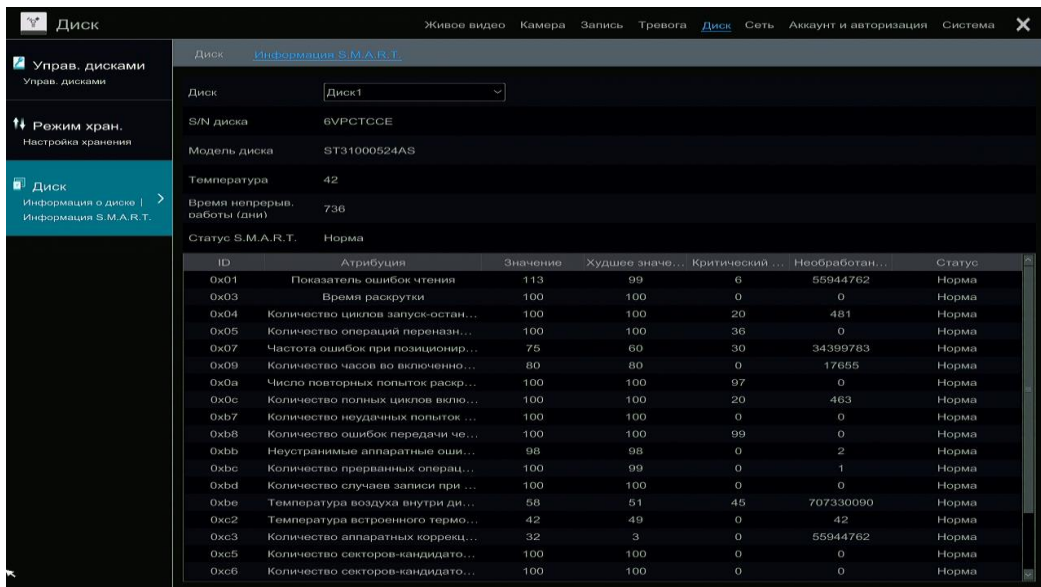 Диск
Живое видео Камера Запись Тревога Диск Сеть Аккаунт и авторизация Система
Управ. дисками
Управ. дисками
Режим хран.
Настройка хранения
Диск
Информация о диске |
Информация S.M.A.R.T.
Диск Информация S.M.A.R.T.
Диск Диск1
S/N диска 6VPCTCCE
Модель диска ST31000524AS
Температура 42
Время непрерыв. работы (дни) 736
Статус S.M.A.R.T. Норма
ID Атрибуция Значение Худшее значе... Критический ... Необработан... Статус
0x01 Показатель ошибок чтения 113 99 6 55944762 Норма
0x03 Время раскрутки 100 100 0 0 Норма
0x04 Количество циклов запуск-остан... 100 100 20 481 Норма
0x05 Количество операций переназн... 100 100 36 0 Норма
0x07 Частота ошибок при позиционир... 75 60 30 34399783 Норма
0x09 Количество часов во включенно... 80 80 0 17655 Норма
0x0a Число повторных попыток раскр... 100 100 97 0 Норма
0x0c Количество полных циклов вклю... 100 100 20 463 Норма
0xb7 Количество неудачных попыток ... 100 100 0 0 Норма
0xb8 Количество ошибок передачи че... 100 100 99 0 Норма
0xbb Неустранимые аппаратные оши... 98 98 0 2 Норма
0xbc Количество прерванных операц... 100 99 0 1 Норма
0xbd Количество случаев записи при ... 100 100 0 0 Норма
0xbe Температура воздуха внутри ди... 58 51 45 707330090 Норма
0xc2 Температура встроенного термо... 42 49 0 42 Норма
0xc3 Количество аппаратных коррекц... 32 3 0 55944762 Норма
0xc5 Количество секторов-кандидато... 100 100 0 0 Норма
0xc6 Количество секторов-кандидато... 100 100 0 0 Норма